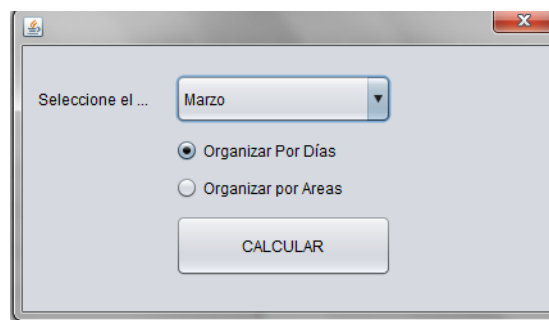 Seleccione el ... Marzo
Organizar Por Días
Organizar por Areas
CALCULAR